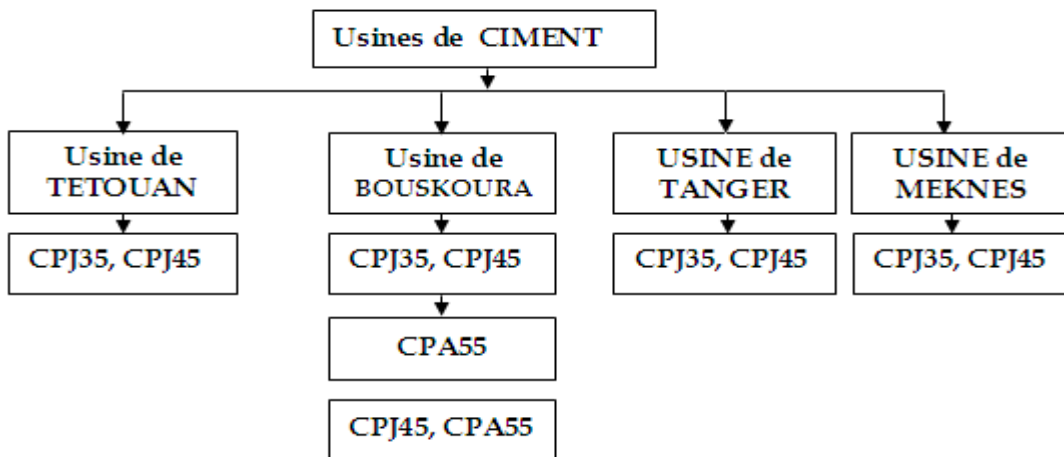 Usines de CIMENT
Usine de
TETOUAN
Usine de
BOUSKOURA
USINE de
TANGER
USINE de
MEKNES
CPJ35, CPJ45
CPJ35, CPJ45
CPJ35, CPJ45
CPJ35, CPJ45
CPA55
CPJ45, CPA55